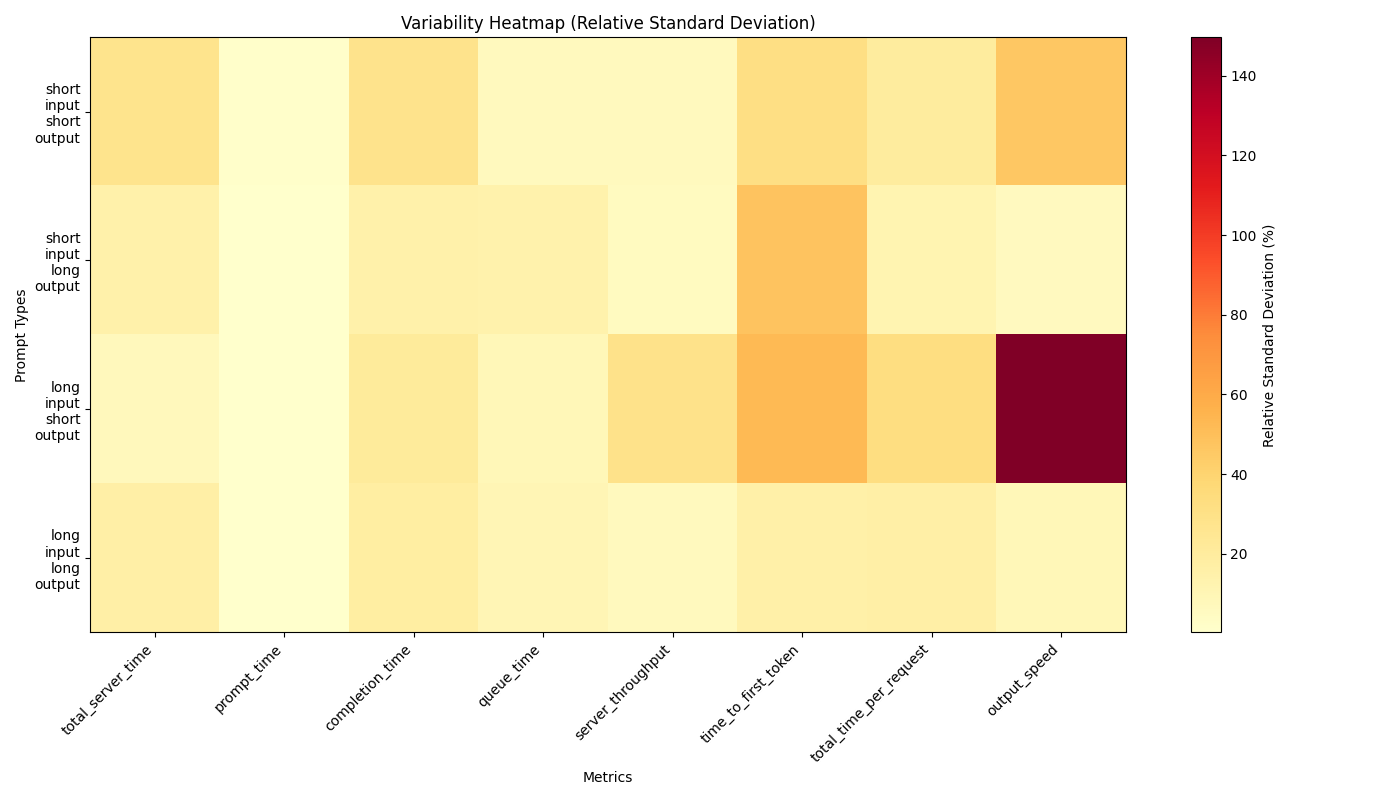 Variability Heatmap (Relative Standard Deviation)
Prompt Types
short
input
short
output
short
input
long
output
long
input
short
output
long
input
long
output
total_server_time
prompt_time
completion_time
queue_time
server_throughput
time_to_first_token
total_time_per_request
output_speed
Metrics
140
120
100
80
60
40
20
Relative Standard Deviation (%)